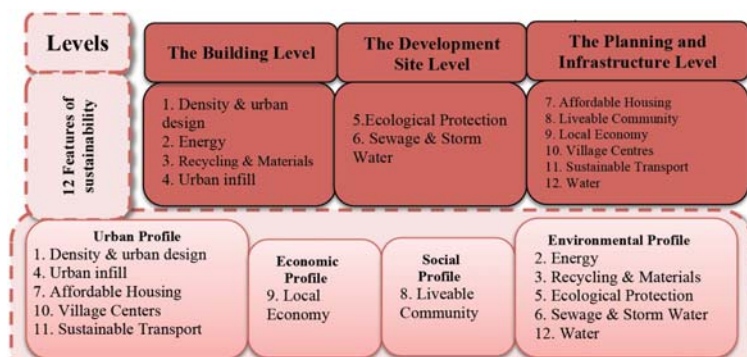 Levels
The Building Level
The Development
Site Level
The Planning and
Infrastructure Level
12 Features of
sustainability
1. Density & urban
design
2. Energy
3. Recycling & Materials
4. Urban infill
5.Ecological Protection
6. Sewage & Storm
Water
7. Affordable Housing
8. Liveable Community
9. Local Economy
10. Village Centres
11. Sustainable Transport
12. Water
Urban Profile
1. Density & urban design
4. Urban infill
7. Affordable Housing
10. Village Centers
11. Sustainable Transport
Economic
Profile
9. Local
Economy
Social
Profile
8. Liveable
Community
Environmental Profile
2. Energy
3. Recycling & Materials
5. Ecological Protection
6. Sewage & Storm Water
12. Water